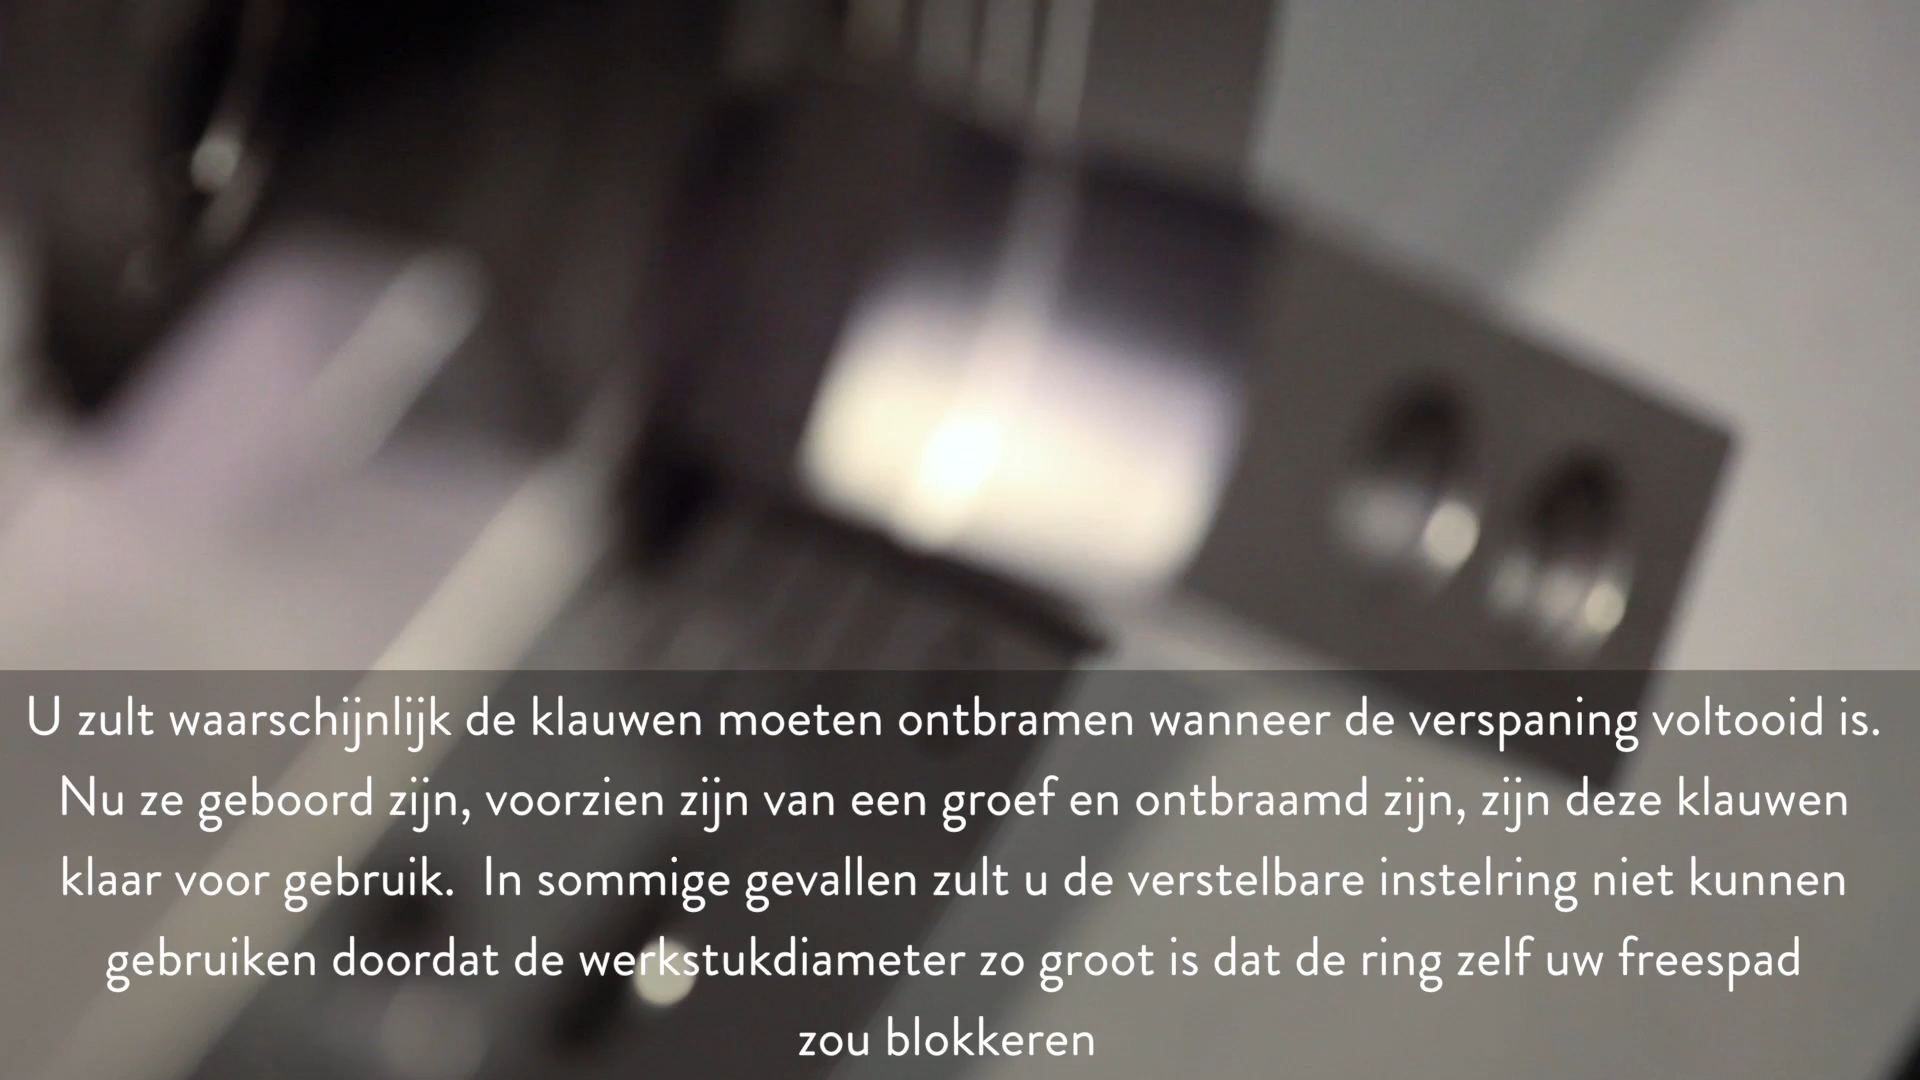 U zult waarschijnlijk de klauwen moeten ontbramen wanneer de verspaning voltooid is.
Nu ze geboord zijn, voorzien zijn van een groef en ontbraamd zijn, zijn deze klauwen
klaar voor gebruik.  In sommige gevallen zult u de verstelbare instelring niet kunnen
gebruiken doordat de werkstukdiameter zo groot is dat de ring zelf uw freespad
zou blokkeren